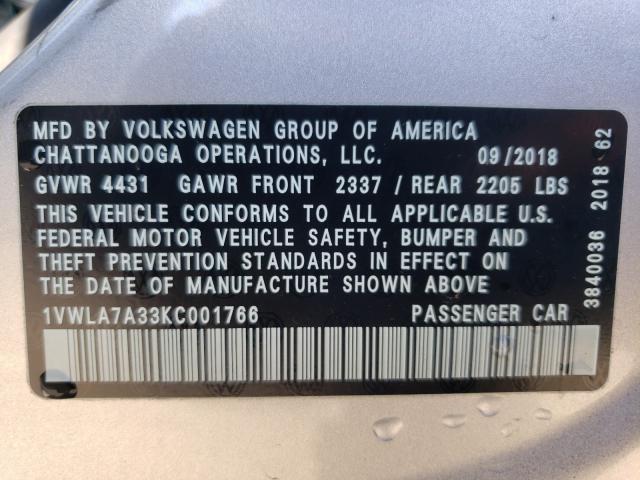 MFD BY VOLKSWAGEN GROUP OF AMERICA
CHATTANOOGA OPERATIONS, LLC. 09/2018
GVWR 4431 GAWR FRONT 2337 / REAR 2205 LBS
THIS VEHICLE CONFORMS TO ALL APPLICABLE U.S.
FEDERAL MOTOR VEHICLE SAFETY, BUMPER AND
THEFT PREVENTION STANDARDS IN EFFECT ON
THE DATE OF MANUFACTURE SHOWN ABOVE
1VWLA7A33KC001766 PASSENGER CAR
3840036 2018 62